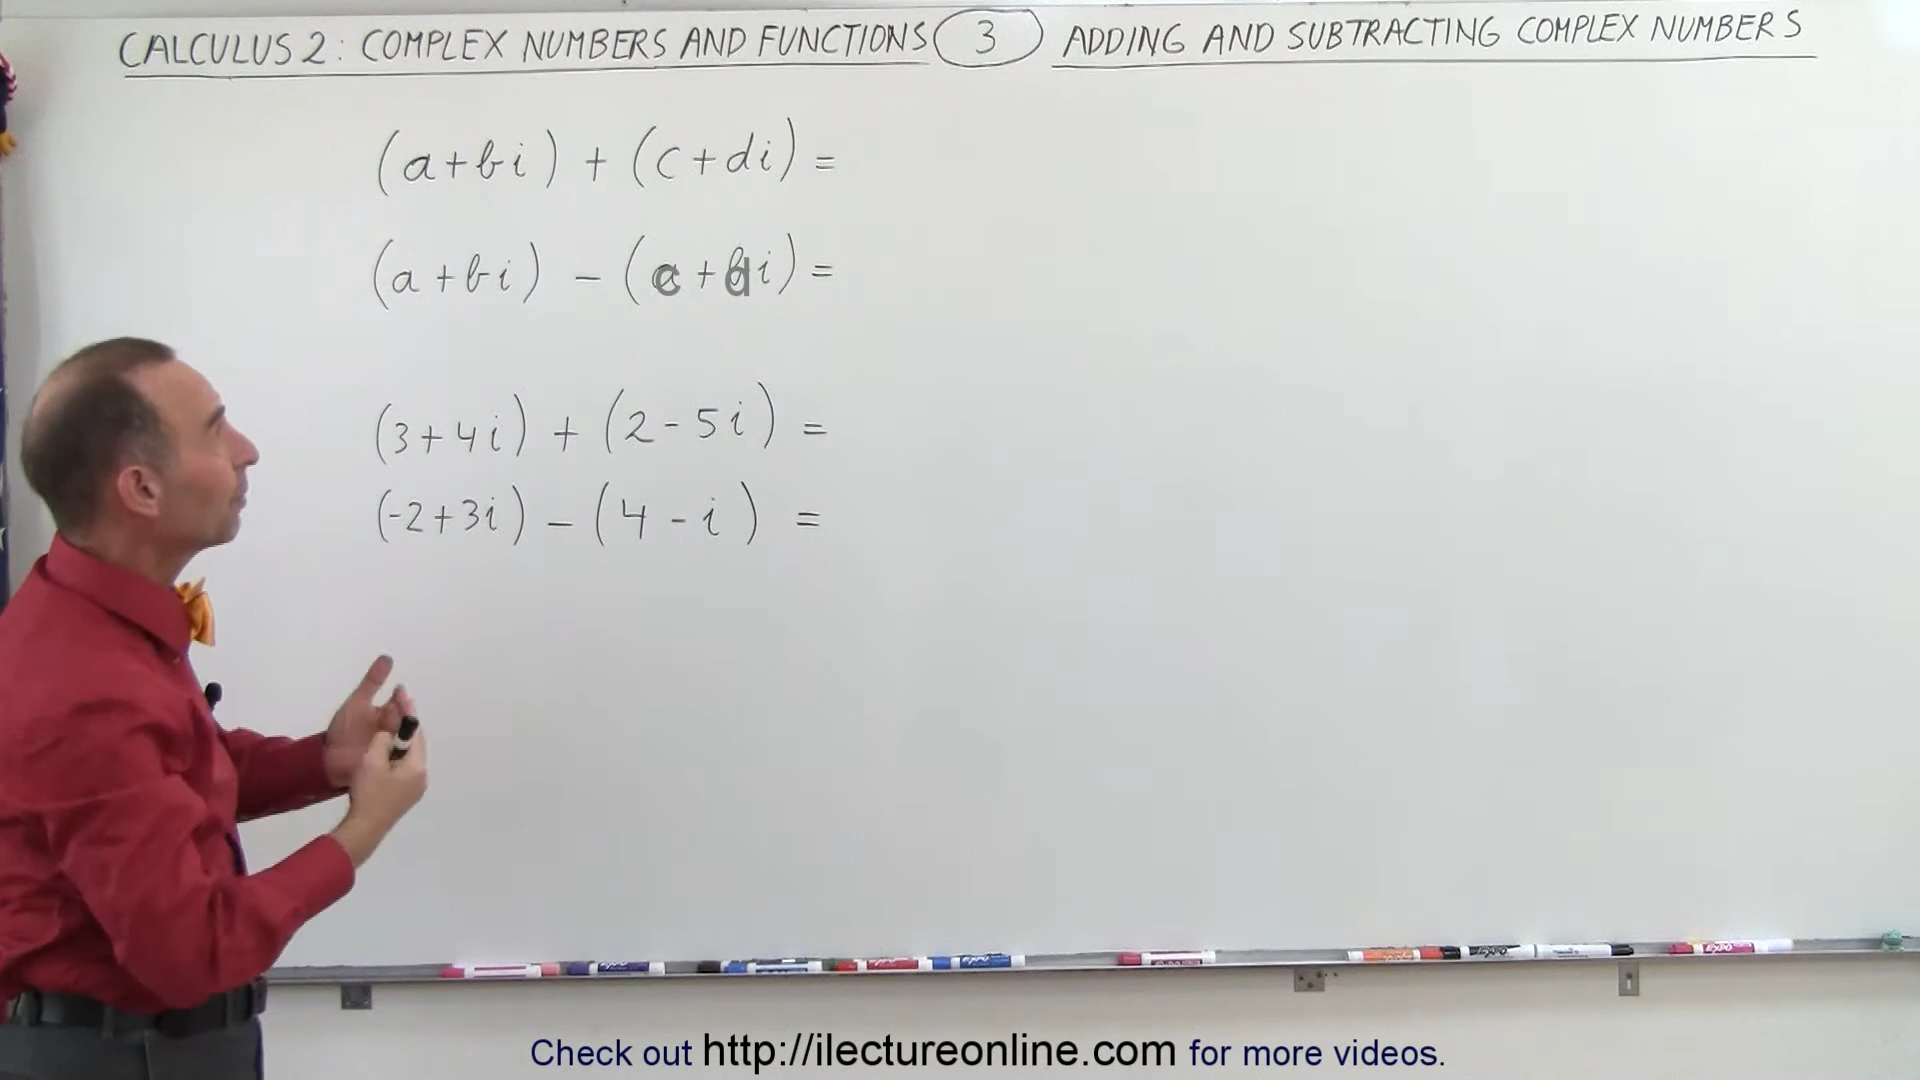 CALCULUS 2: COMPLEX NUMBERS AND FUNCTIONS 3 ADDING AND SUBTRACTING COMPLEX NUMBERS
(a+bi) + (c+di) =
(a+bi) - (c+di) =
(3+4i) + (2-5i) =
(-2+3i) - (4-i) =
Check out http://ilectureonline.com for more videos.